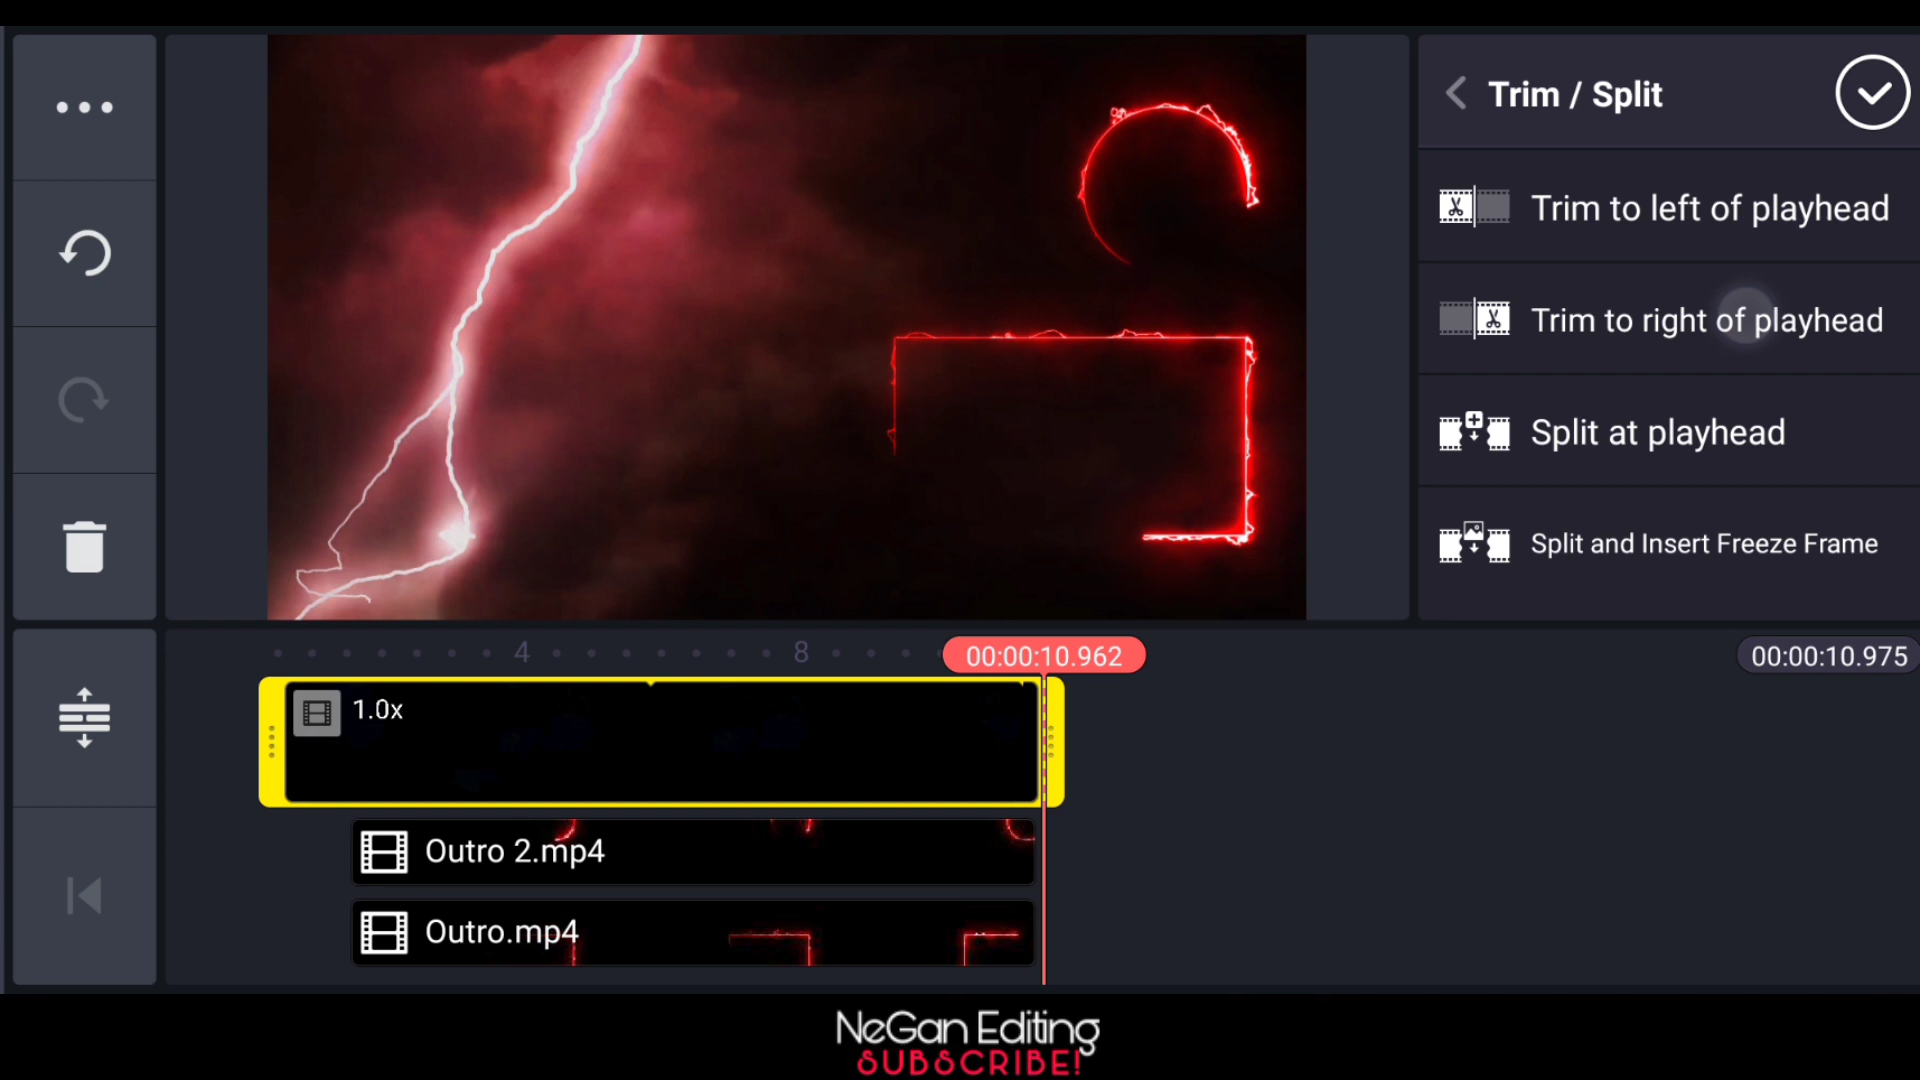 Trim / Split
Trim to left of playhead
Trim to right of playhead
Split at playhead
Split and Insert Freeze Frame
4
8
00:00:10.962
00:00:10.975
1.0x
Outro 2.mp4
Outro.mp4
NeGan Editing
SUBSCRIBE!